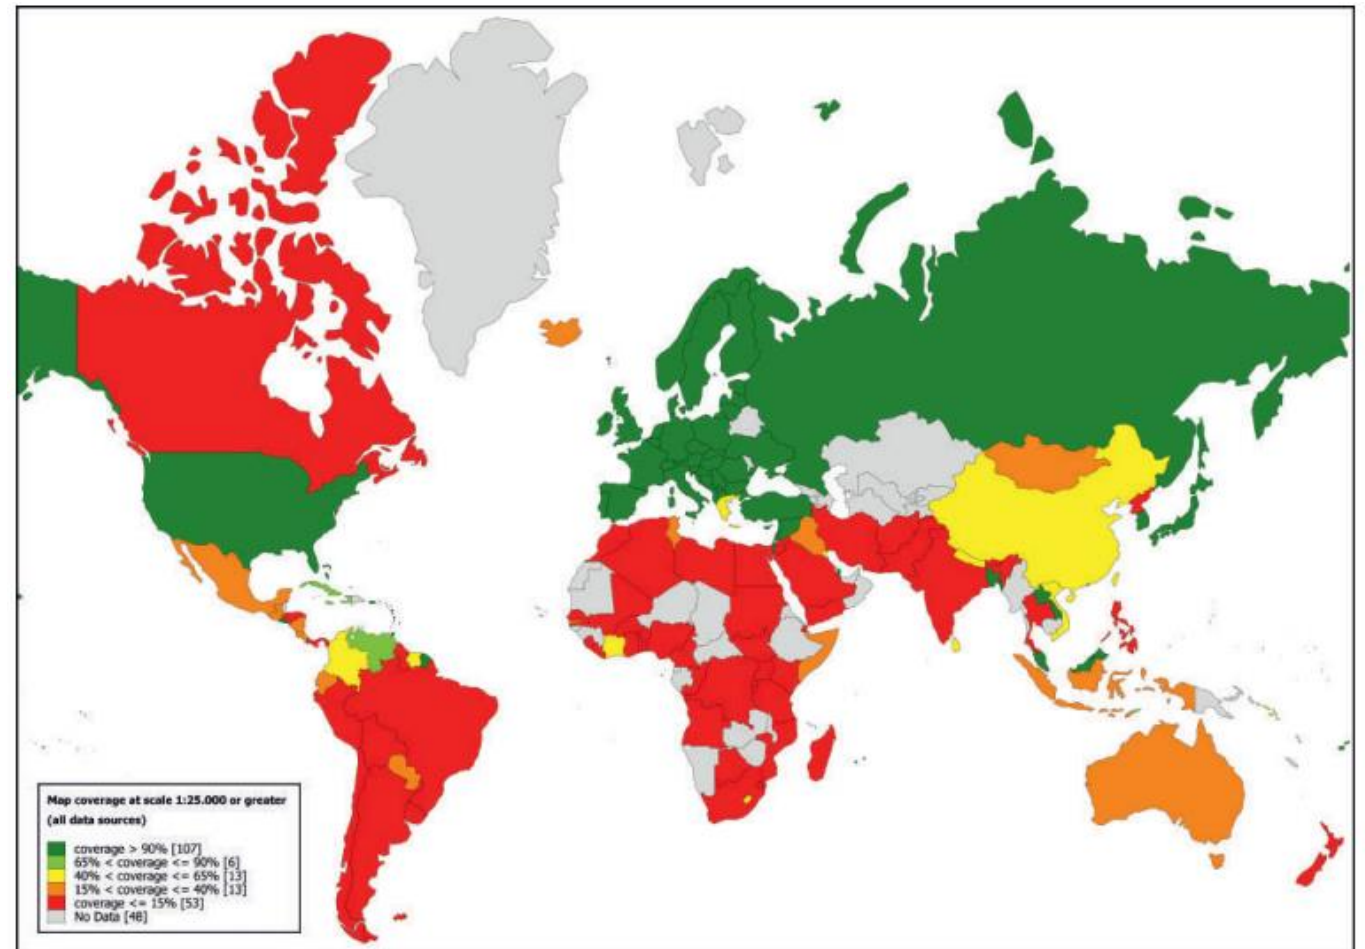 Map coverage at scale 1:25.000 or greater
(all data sources)
coverage > 90% [107]
65% < coverage <= 90% [6]
40% < coverage <= 65% [13]
15% < coverage <= 40% [13]
coverage <= 15% [53]
No Data [48]